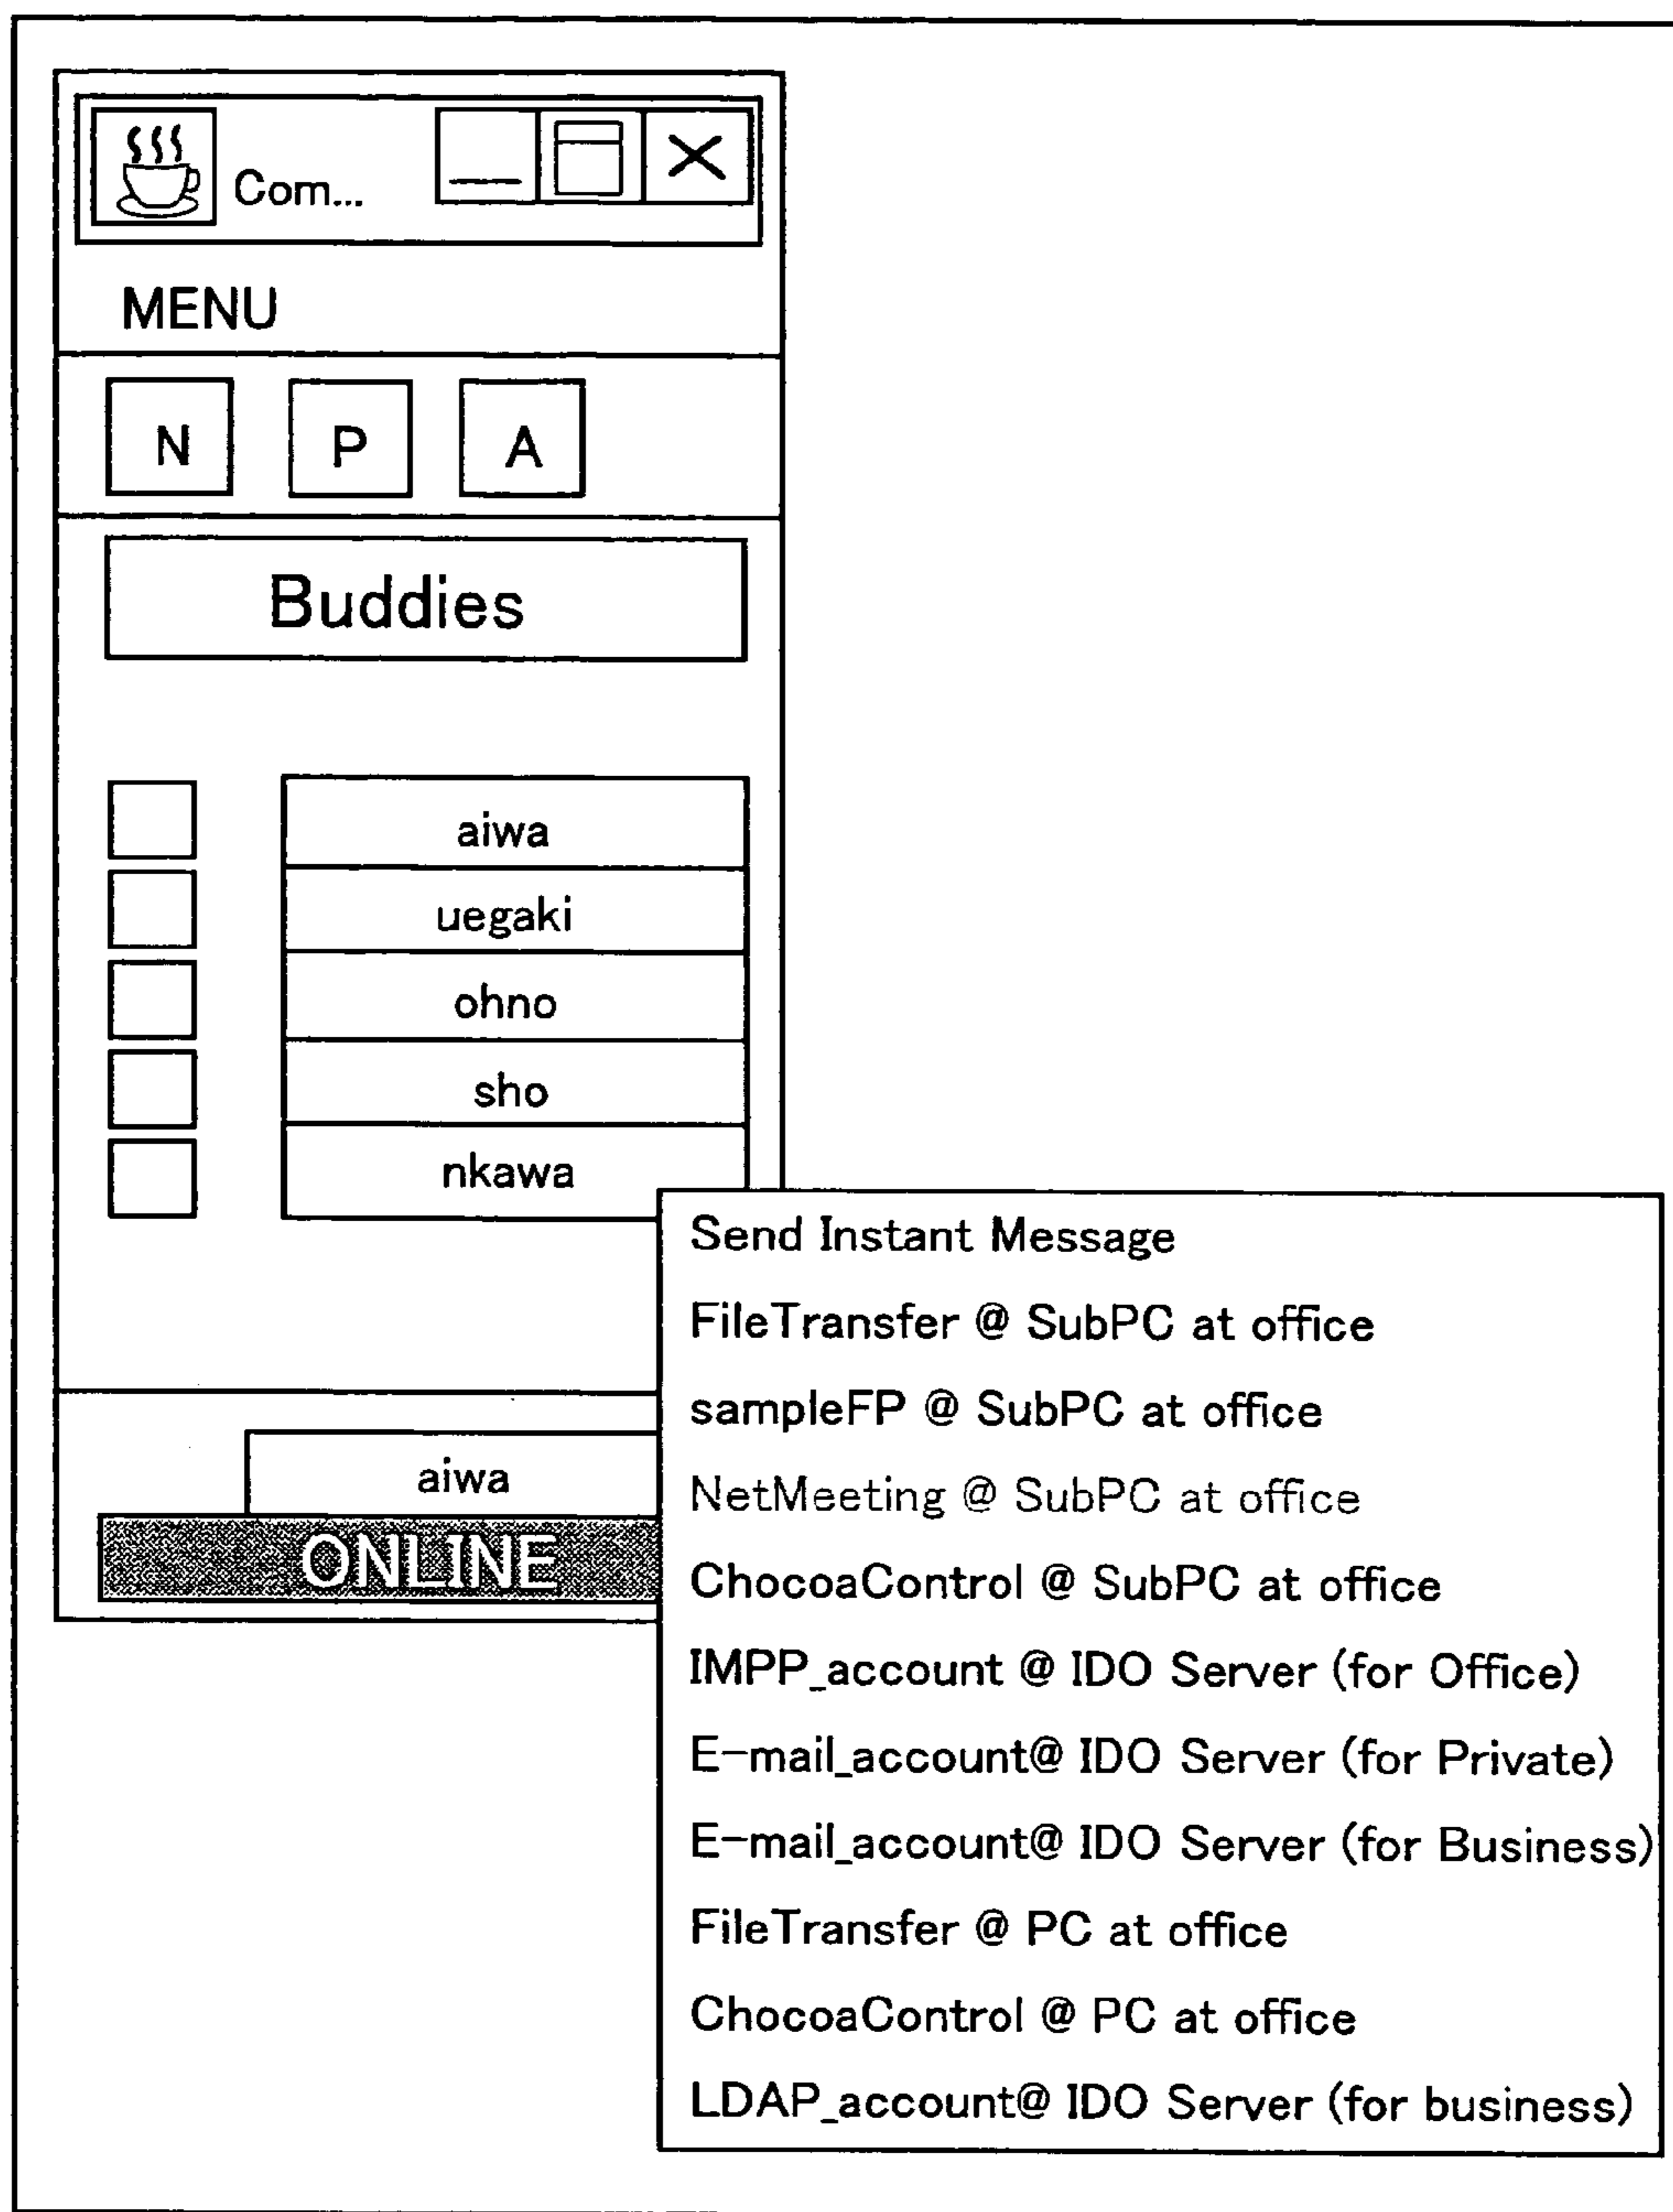 Com...
MENU
N P A
Buddies
aiwa
uegaki
ohno
sho
nkawa
Send Instant Message
FileTransfer @ SubPC at office
sampleFP @ SubPC at office
NetMeeting @ SubPC at office
ChocoaControl @ SubPC at office
IMPP_account @ IDO Server (for Office)
E-mail_account@ IDO Server (for Private)
E-mail_account@ IDO Server (for Business)
FileTransfer @ PC at office
ChocoaControl @ PC at office
LDAP_account@ IDO Server (for business)
aiwa
ONLINE